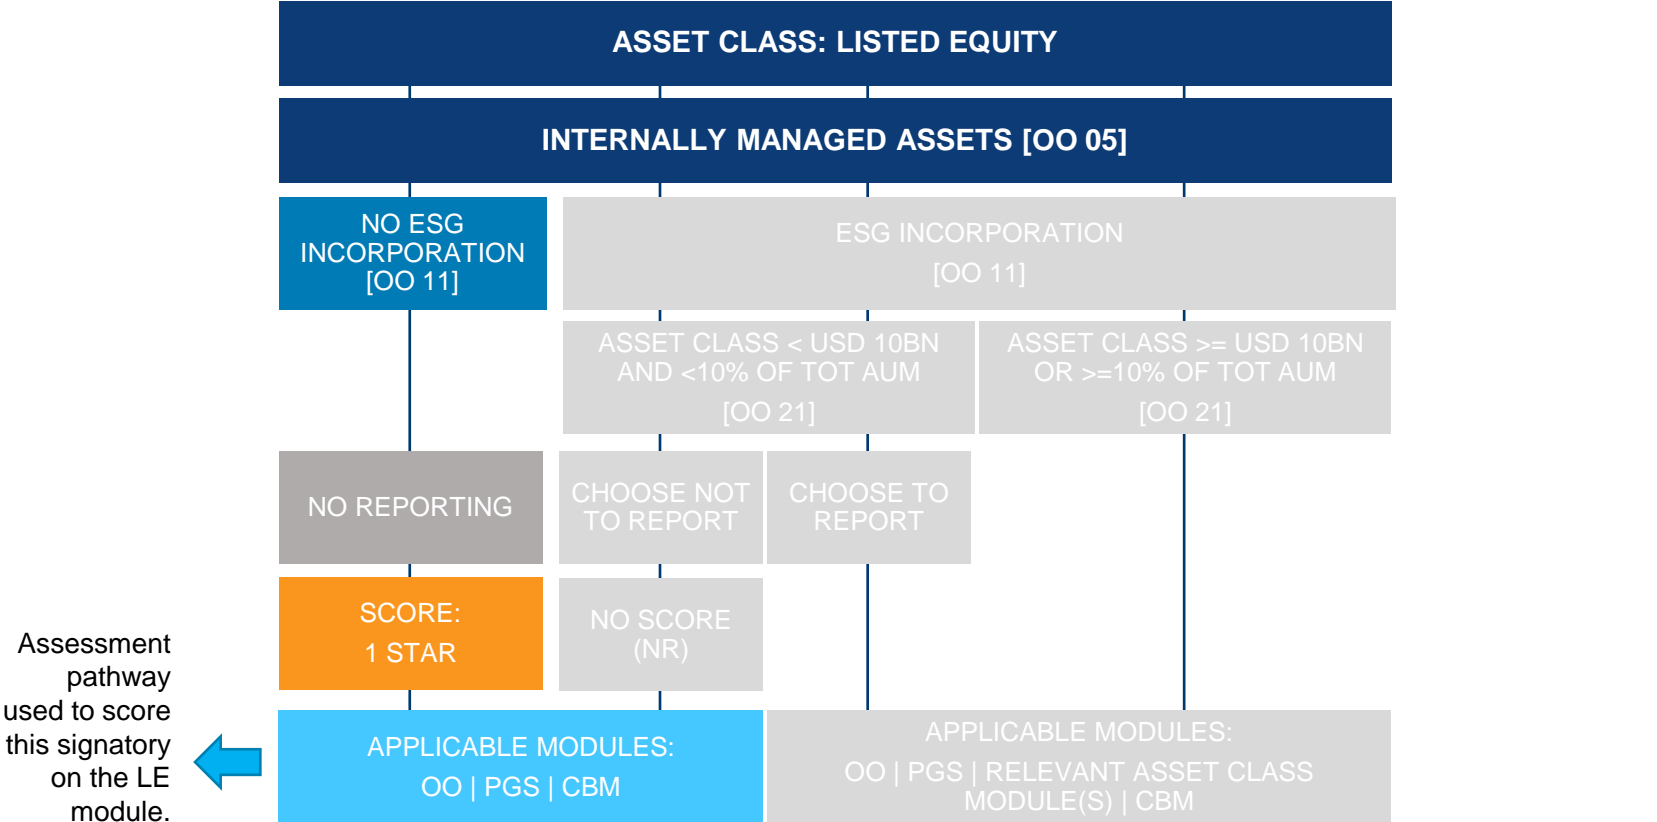 ASSET CLASS: LISTED EQUITY
INTERNALLY MANAGED ASSETS [OO 05]
NO ESG
INCORPORATION
[OO 11]
ESG INCORPORATION
[OO 11]
ASSET CLASS < USD 10BN
AND <10% OF TOT AUM
[OO 21]
ASSET CLASS >= USD 10BN
OR >=10% OF TOT AUM
[OO 21]
NO REPORTING
CHOOSE NOT
TO REPORT
CHOOSE TO
REPORT
SCORE:
1 STAR
NO SCORE
(NR)
Assessment
pathway
used to score
this signatory
on the LE
module.
APPLICABLE MODULES:
OO | PGS | CBM
APPLICABLE MODULES:
OO | PGS | RELEVANT ASSET CLASS
MODULE(S) | CBM